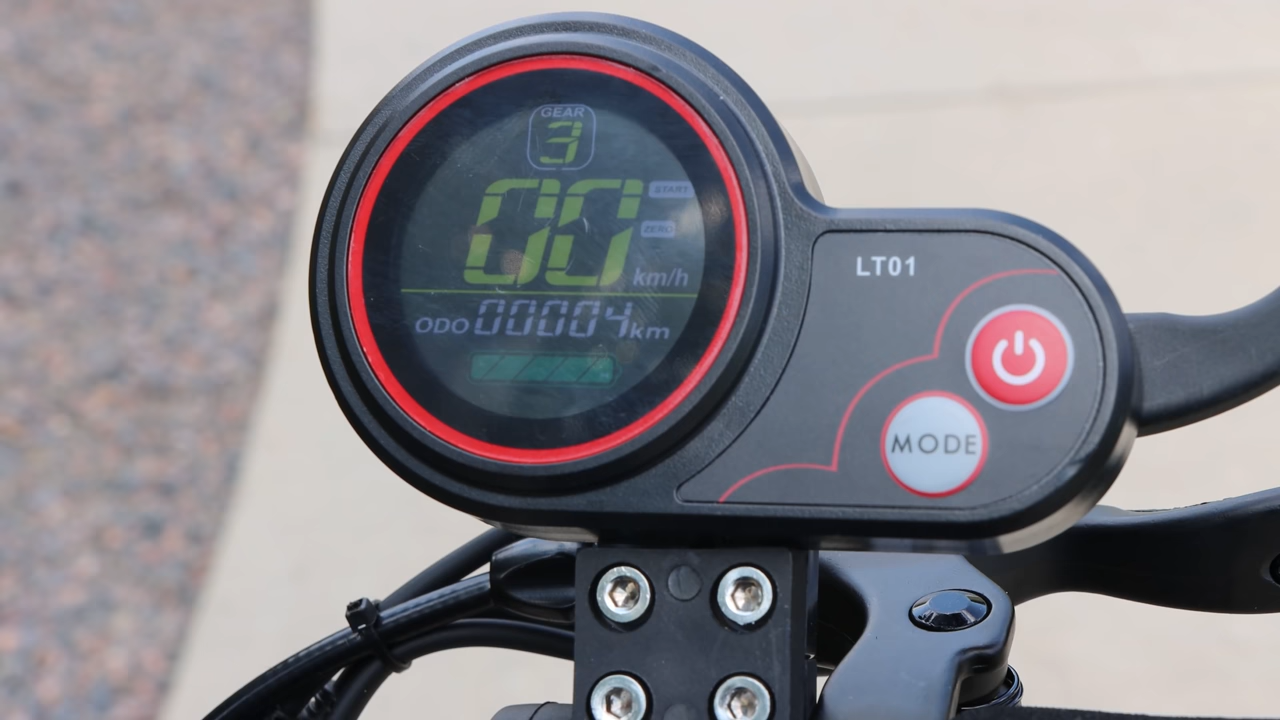 GEAR
3
00 START
ZERO
km/h
ODO 00004 km
LT01
MODE